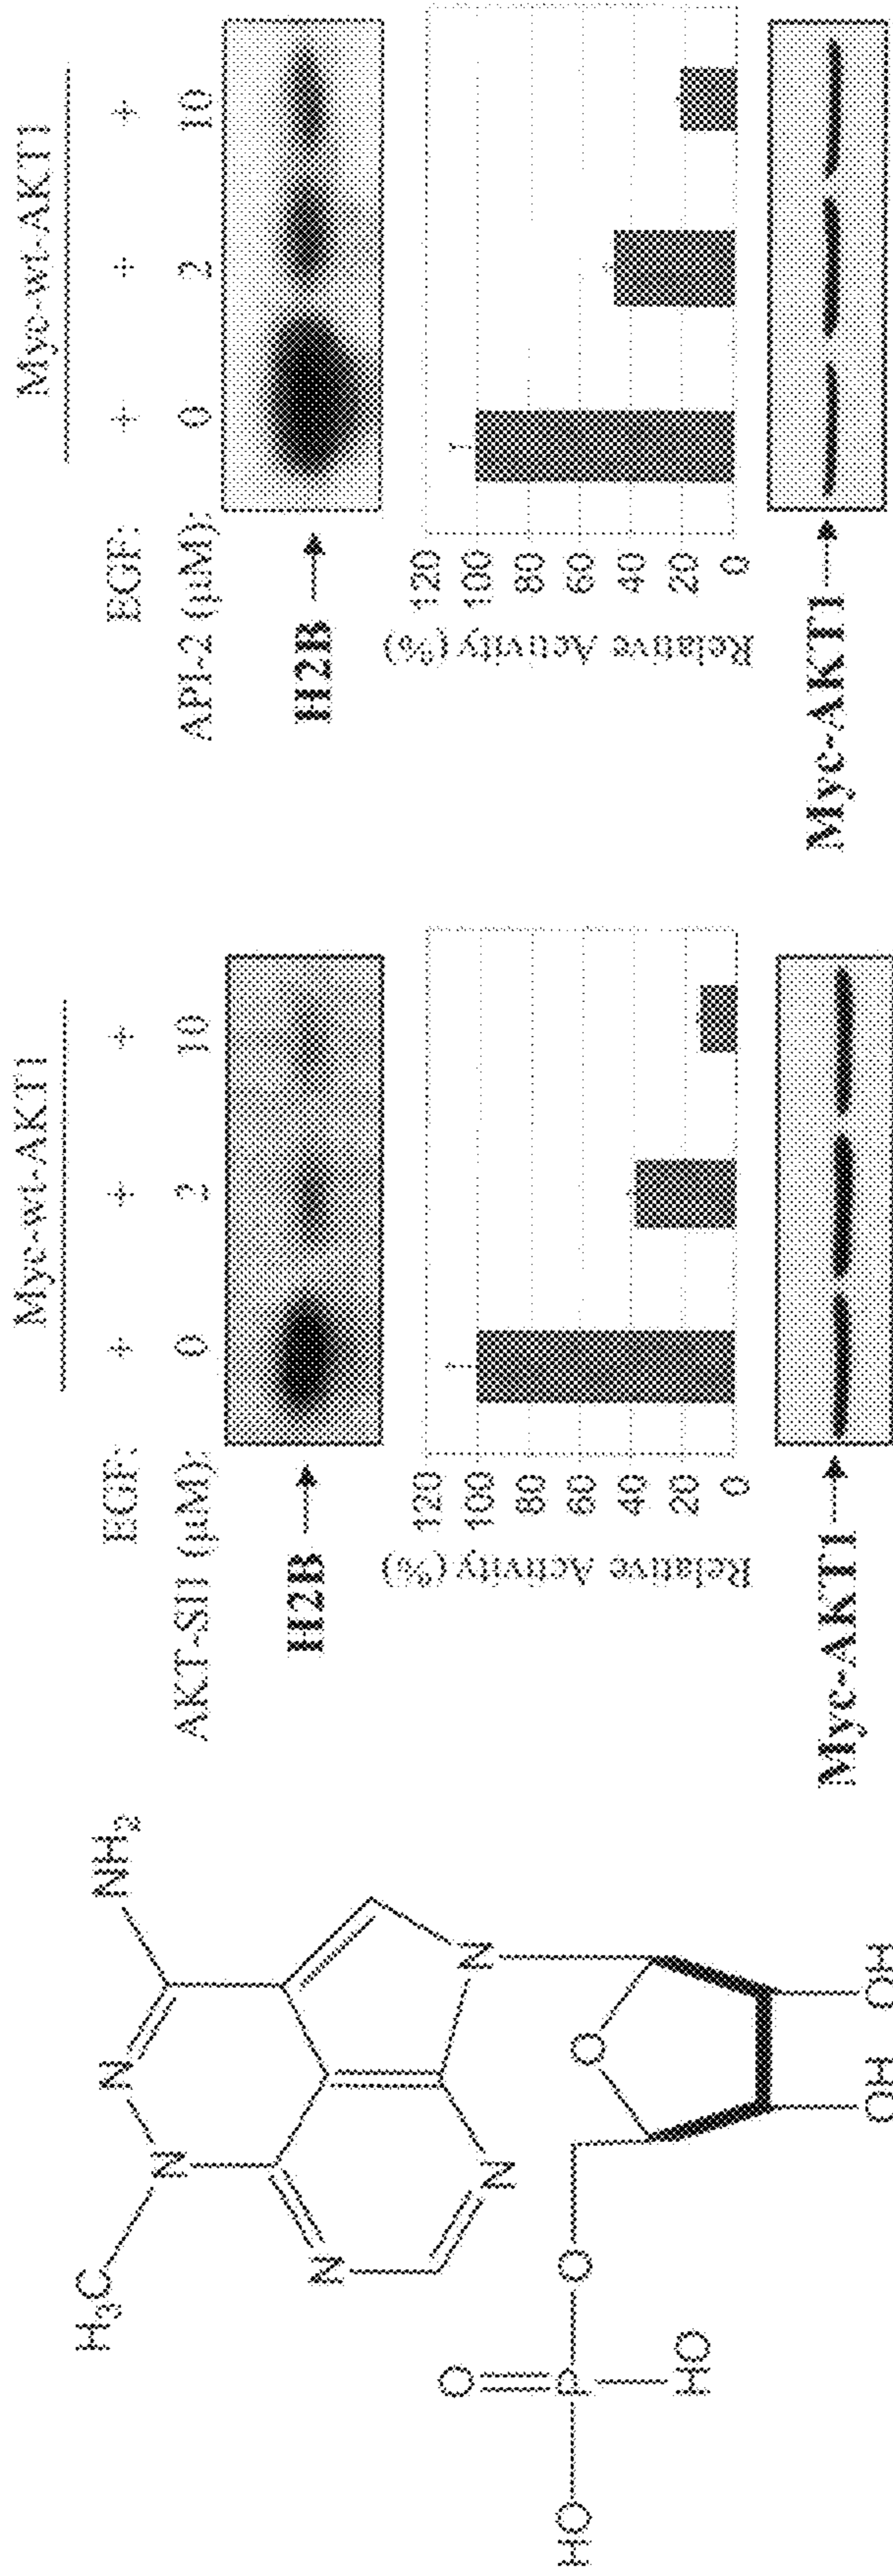 NH₂
N
N
H₃C
N
N
N
O
O
O
P
HO
HO
OH OH
Myc-wt-AKT1
EGF: + + +
AKT-SI1 (μM): 0 2 10
H2B
120
100
80
60
40
20
0
Relative Activity (%)
Myc-AKT1
Myc-wt-AKT1
EGF: + + +
API-2 (μM): 0 2 10
H2B
120
100
80
60
40
20
0
Relative Activity (%)
Myc-AKT1